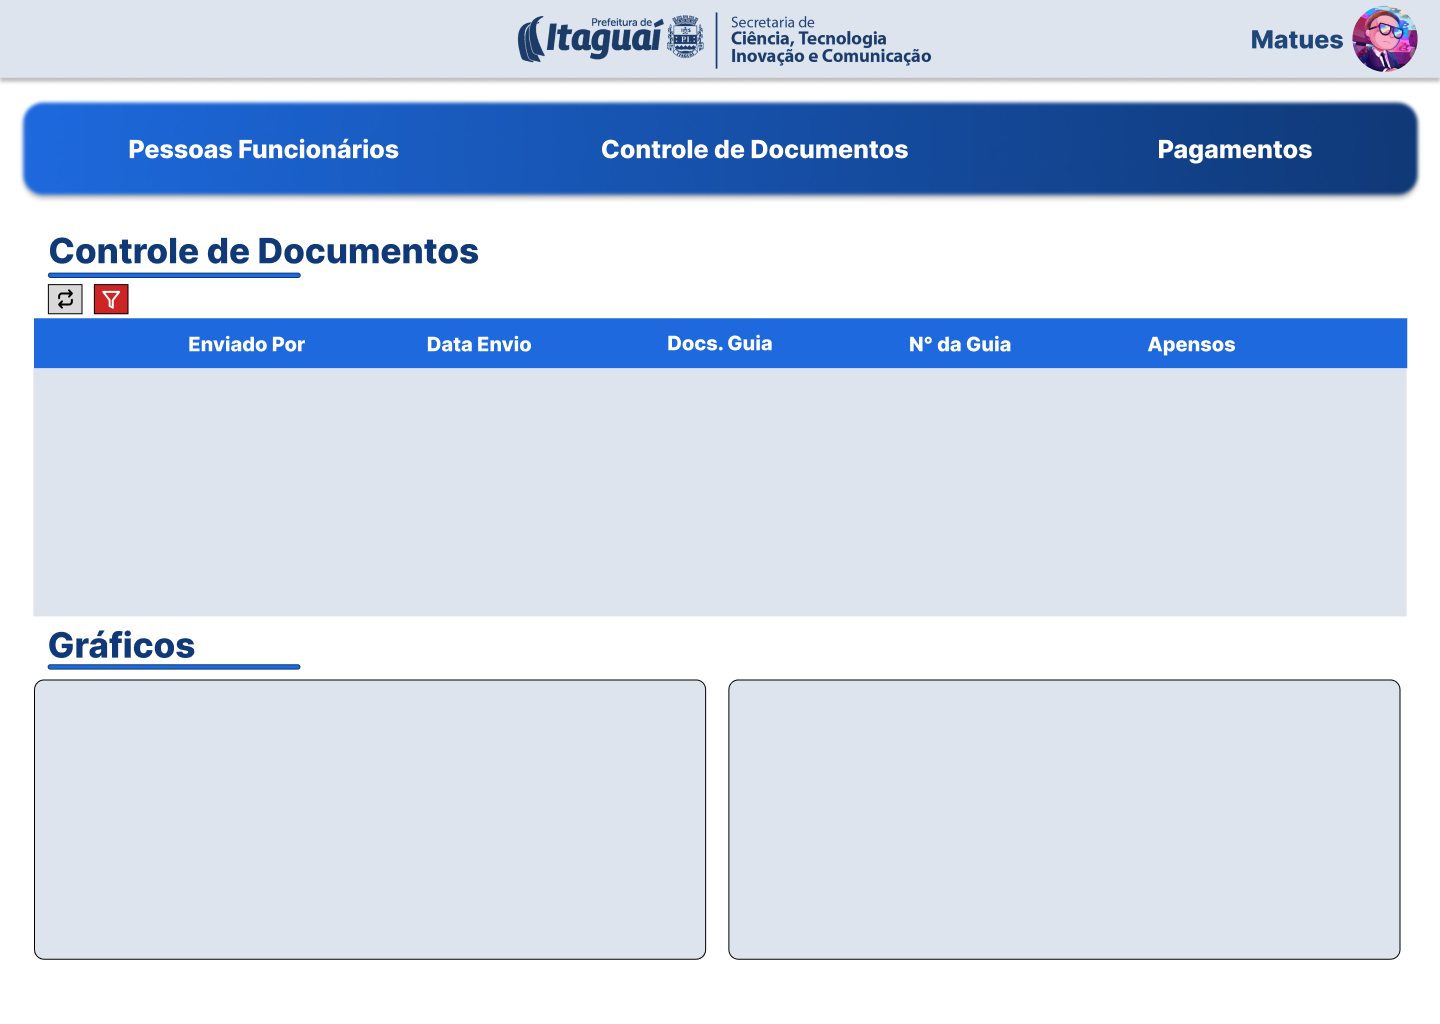 Prefeitura de
Itaguaí
Secretaria de
Ciência, Tecnologia
Inovação e Comunicação
Matues
Pessoas Funcionários
Controle de Documentos
Pagamentos
Controle de Documentos
Enviado Por
Data Envio
Docs. Guia
N° da Guia
Apensos
Gráficos